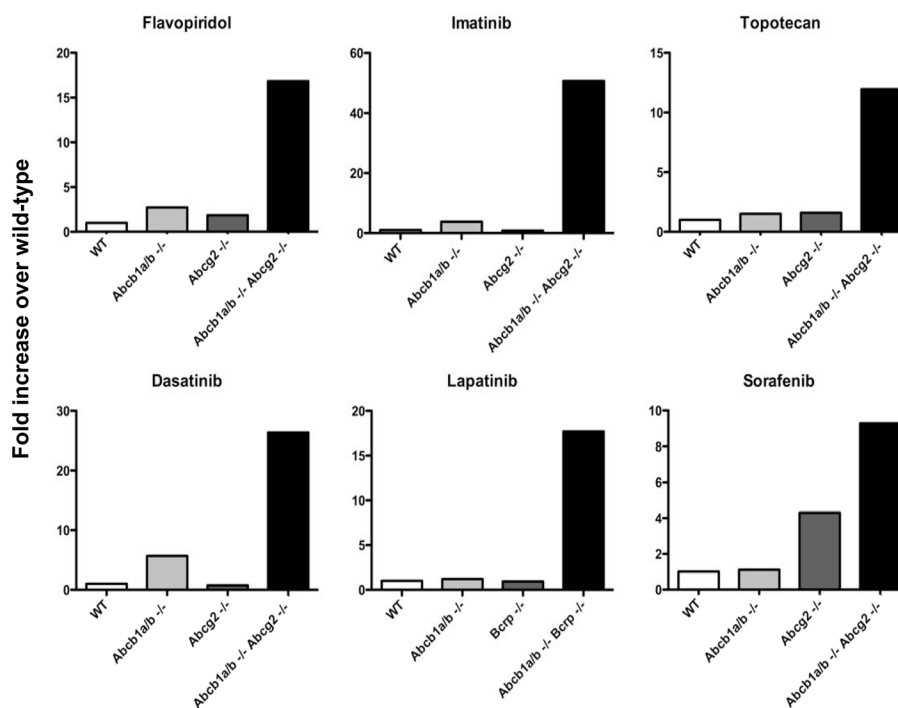 Fold increase over wild-type
Flavopiridol
20
15
10
5
0
WT
Abcb1a/b -/-
Abcg2 -/-
Abcb1a/b -/- Abcg2 -/-
Imatinib
60
40
20
0
WT
Abcb1a/b -/-
Abcg2 -/-
Abcb1a/b -/- Abcg2 -/-
Topotecan
15
10
5
0
WT
Abcb1a/b -/-
Abcg2 -/-
Abcb1a/b -/- Abcg2 -/-
Dasatinib
30
20
10
0
WT
Abcb1a/b -/-
Abcg2 -/-
Abcb1a/b -/- Abcg2 -/-
Lapatinib
20
15
10
5
0
WT
Abcb1a/b -/-
Bcrp -/-
Abcb1a/b -/- Bcrp -/-
Sorafenib
10
8
6
4
2
0
WT
Abcb1a/b -/-
Abcg2 -/-
Abcb1a/b -/- Abcg2 -/-